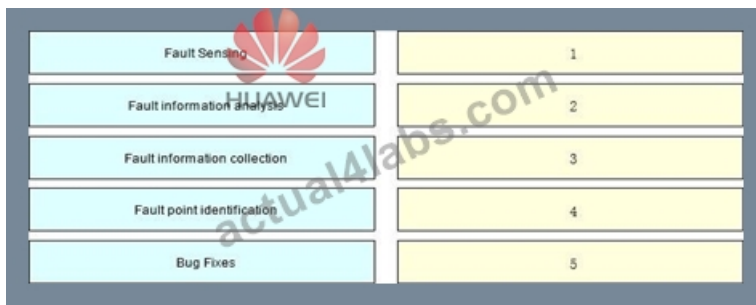 Fault Sensing 1
HUAWEI
Fault information analysis 2
Fault information collection 3
Fault point identification 4
Bug Fixes 5
actual4labs.com